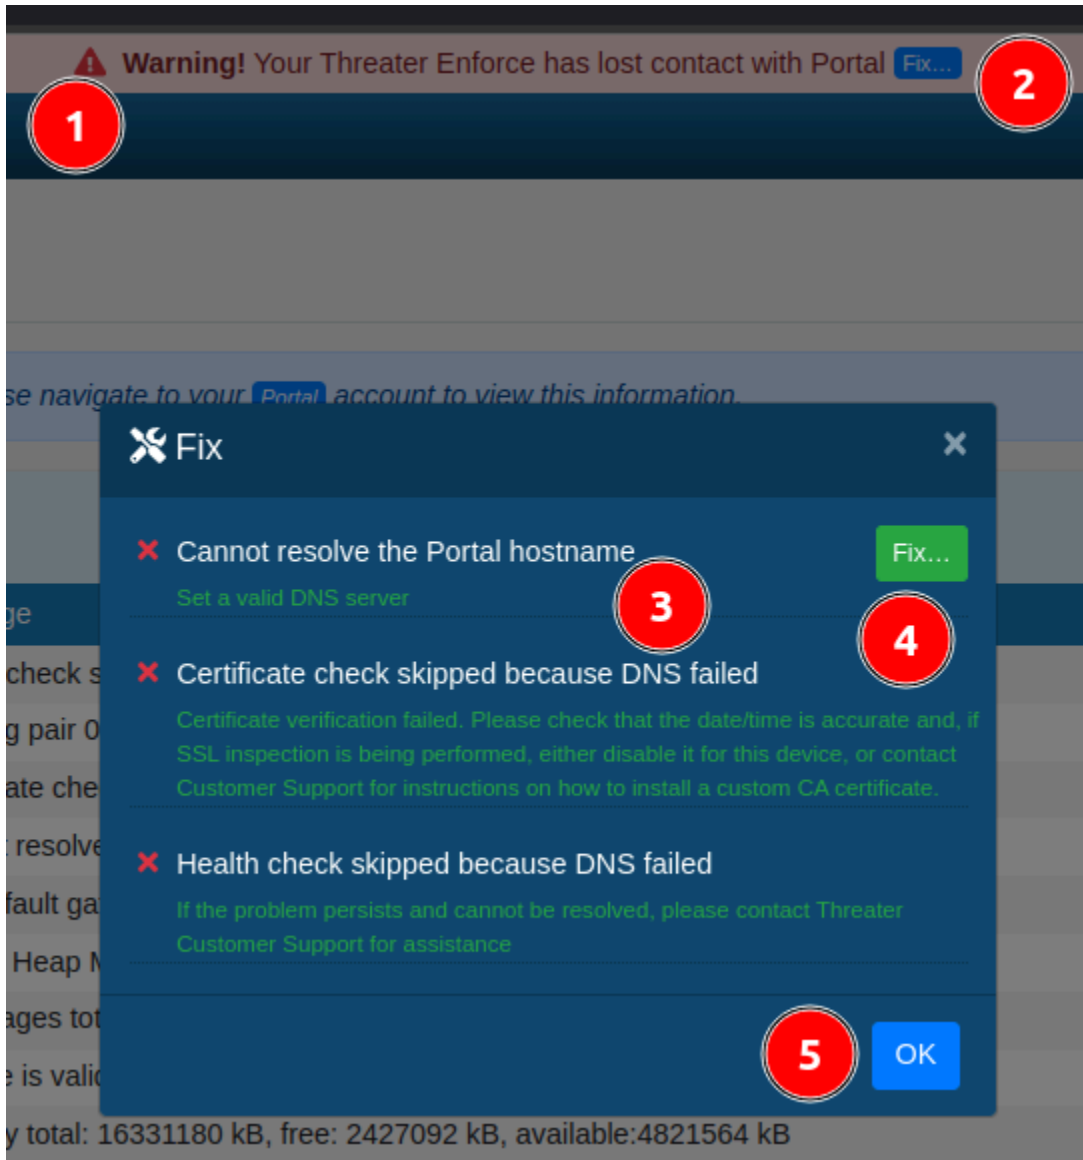 Warning! Your Threater Enforce has lost contact with Portal Fix...
2
1
se navigate to your Portal account to view this information.
Fix
Cannot resolve the Portal hostname
Fix...
Set a valid DNS server
3
4
ge
check s
Certificate check skipped because DNS failed
g pair 0
Certificate verification failed. Please check that the date/time is accurate and, if
SSL inspection is being performed, either disable it for this device, or contact
Customer Support for instructions on how to install a custom CA certificate.
ate che
resolve
Health check skipped because DNS failed
fault ga
If the problem persists and cannot be resolved, please contact Threater
Customer Support for assistance
Heap M
ages tot
5
OK
e is valid
y total: 16331180 kB, free: 2427092 kB, available:4821564 kB